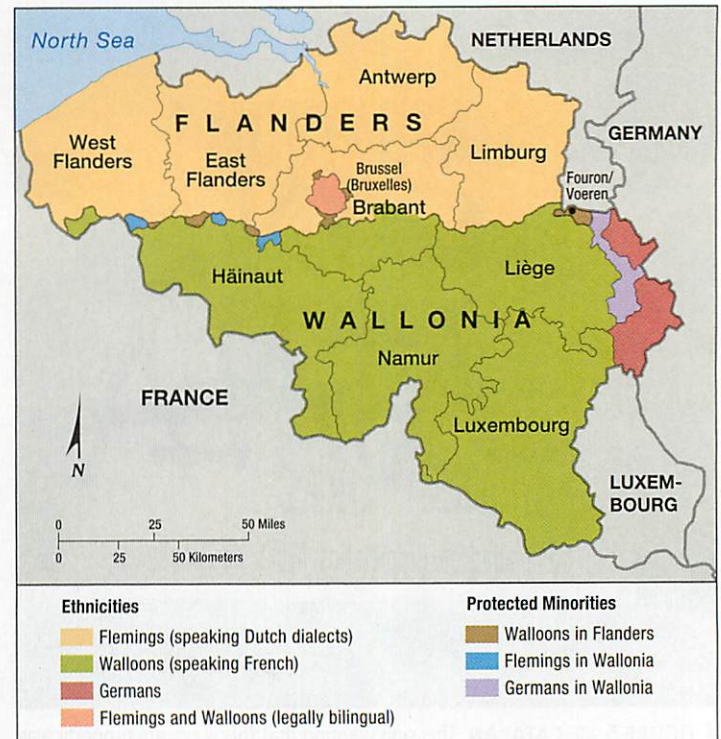 North Sea
NETHERLANDS
Antwerp
FLANDERS
GERMANY
West
Flanders
East
Flanders
Limburg
Brussel
(Bruxelles)
Fouron/
Voeren
Brabant
Häinaut
Liège
WALLONIA
Namur
FRANCE
Luxembourg
N
LUXEM-
BOURG
0 25 50 Miles
0 25 50 Kilometers
Ethnicities
Flemings (speaking Dutch dialects)
Walloons (speaking French)
Germans
Flemings and Walloons (legally bilingual)
Protected Minorities
Walloons in Flanders
Flemings in Wallonia
Germans in Wallonia